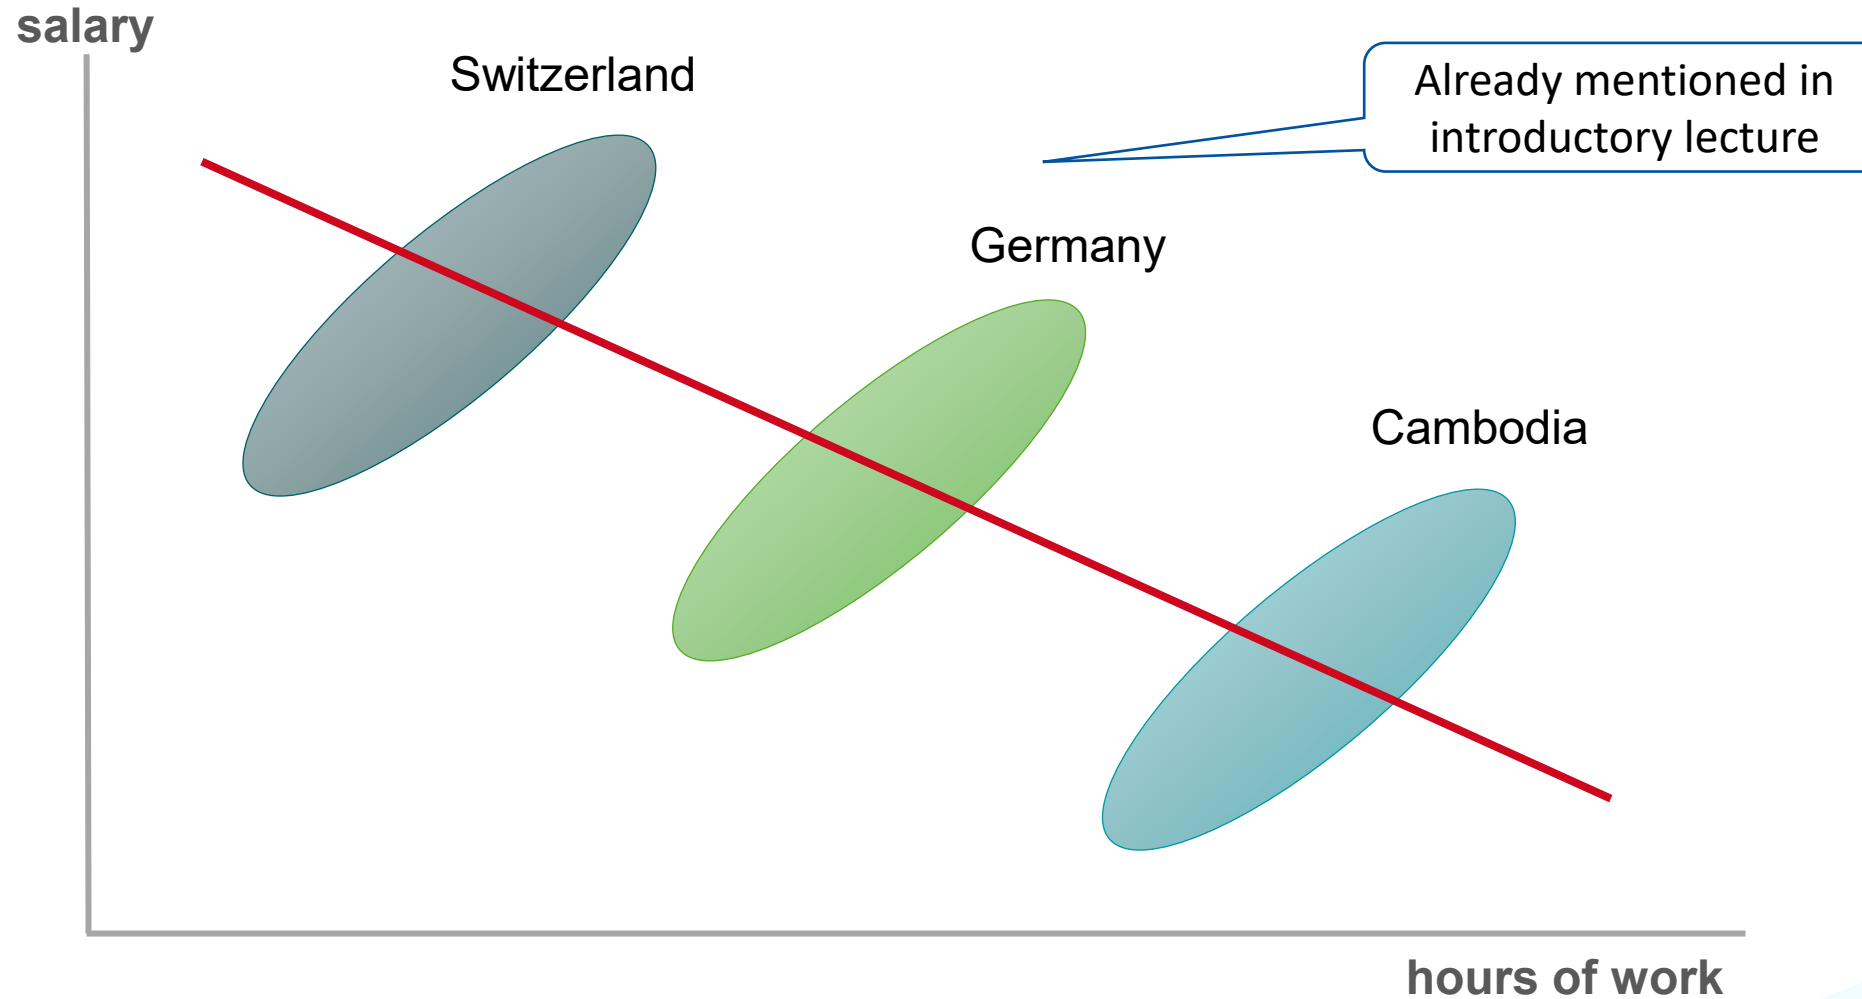 salary
Switzerland
Already mentioned in
introductory lecture
Germany
Cambodia
hours of work